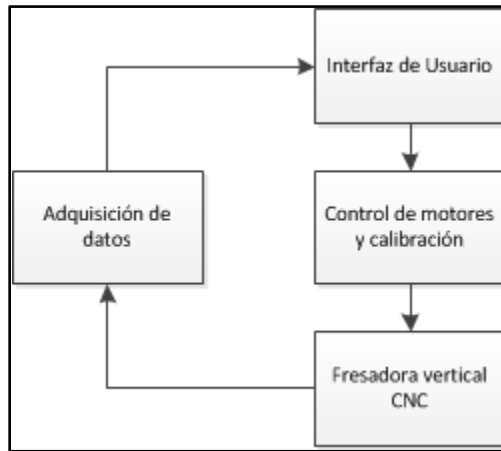 Interfaz de Usuario
Adquisición de
datos
Control de motores
y calibración
Fresadora vertical
CNC